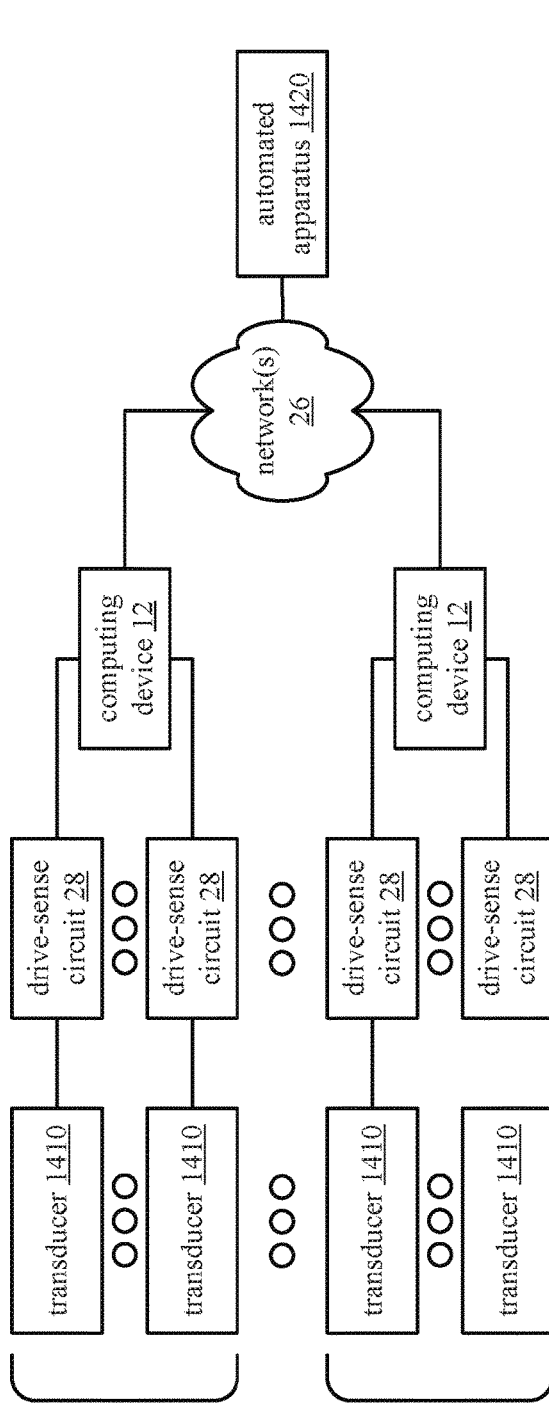 transducer 1410
drive-sense
circuit 28
computing
device 12
transducer 1410
drive-sense
circuit 28
network(s)
26
automated
apparatus 1420
transducer 1410
drive-sense
circuit 28
computing
device 12
transducer 1410
drive-sense
circuit 28